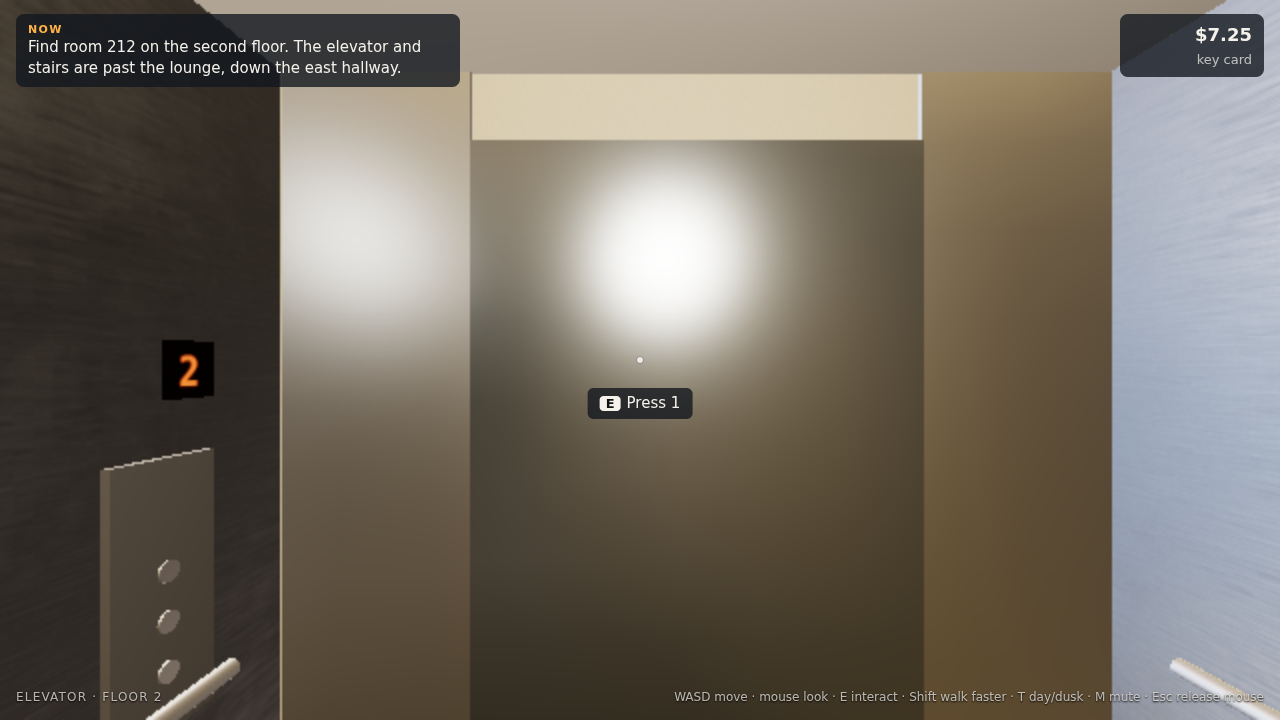 NOW
Find room 212 on the second floor. The elevator and
stairs are past the lounge, down the east hallway.
$7.25
key card
2
E Press 1
ELEVATOR · FLOOR 2
WASD move · mouse look · E interact · Shift walk faster · T day/dusk · M mute · Esc release mouse